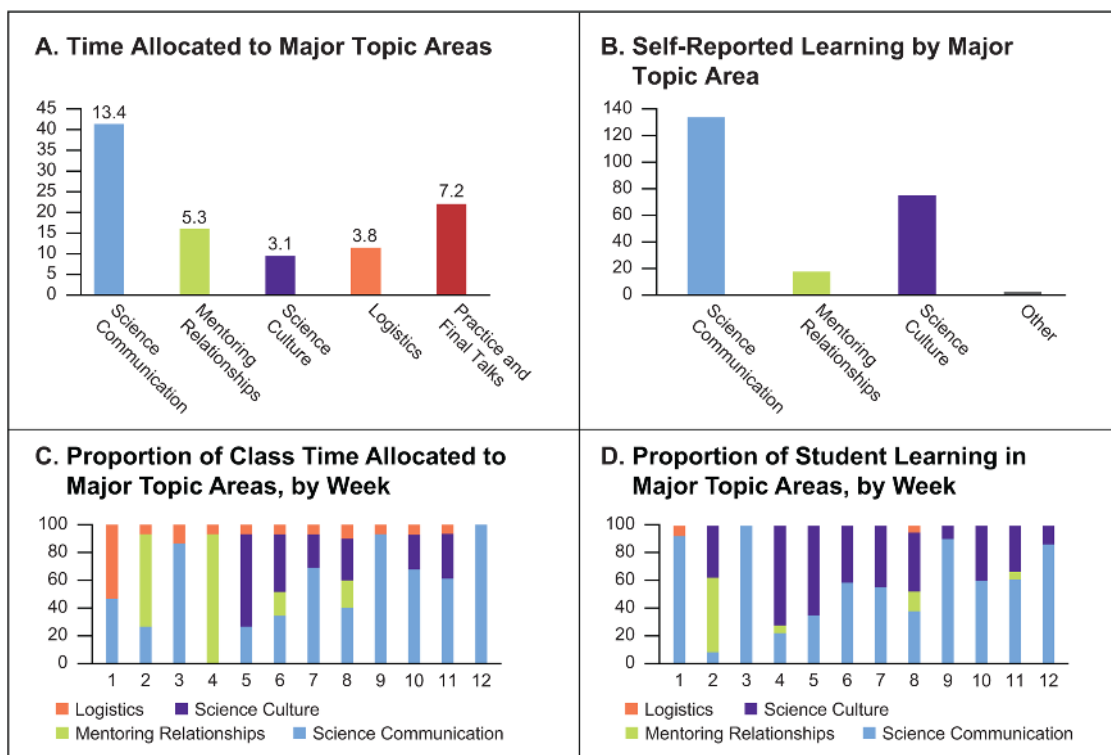 A. Time Allocated to Major Topic Areas
45
40
35
30
25
20
15
10
5
0
13.4
5.3
3.1
3.8
7.2
Science
Communication
Mentoring
Relationships
Science
Culture
Logistics
Practice and
Final Talks
B. Self-Reported Learning by Major
Topic Area
140
120
100
80
60
40
20
0
Science
Communication
Mentoring
Relationships
Science
Culture
Other
C. Proportion of Class Time Allocated to
Major Topic Areas, by Week
100
80
60
40
20
0
1 2 3 4 5 6 7 8 9 10 11 12
Logistics Science Culture
Mentoring Relationships Science Communication
D. Proportion of Student Learning in
Major Topic Areas, by Week
100
80
60
40
20
0
1 2 3 4 5 6 7 8 9 10 11 12
Logistics Science Culture
Mentoring Relationships Science Communication